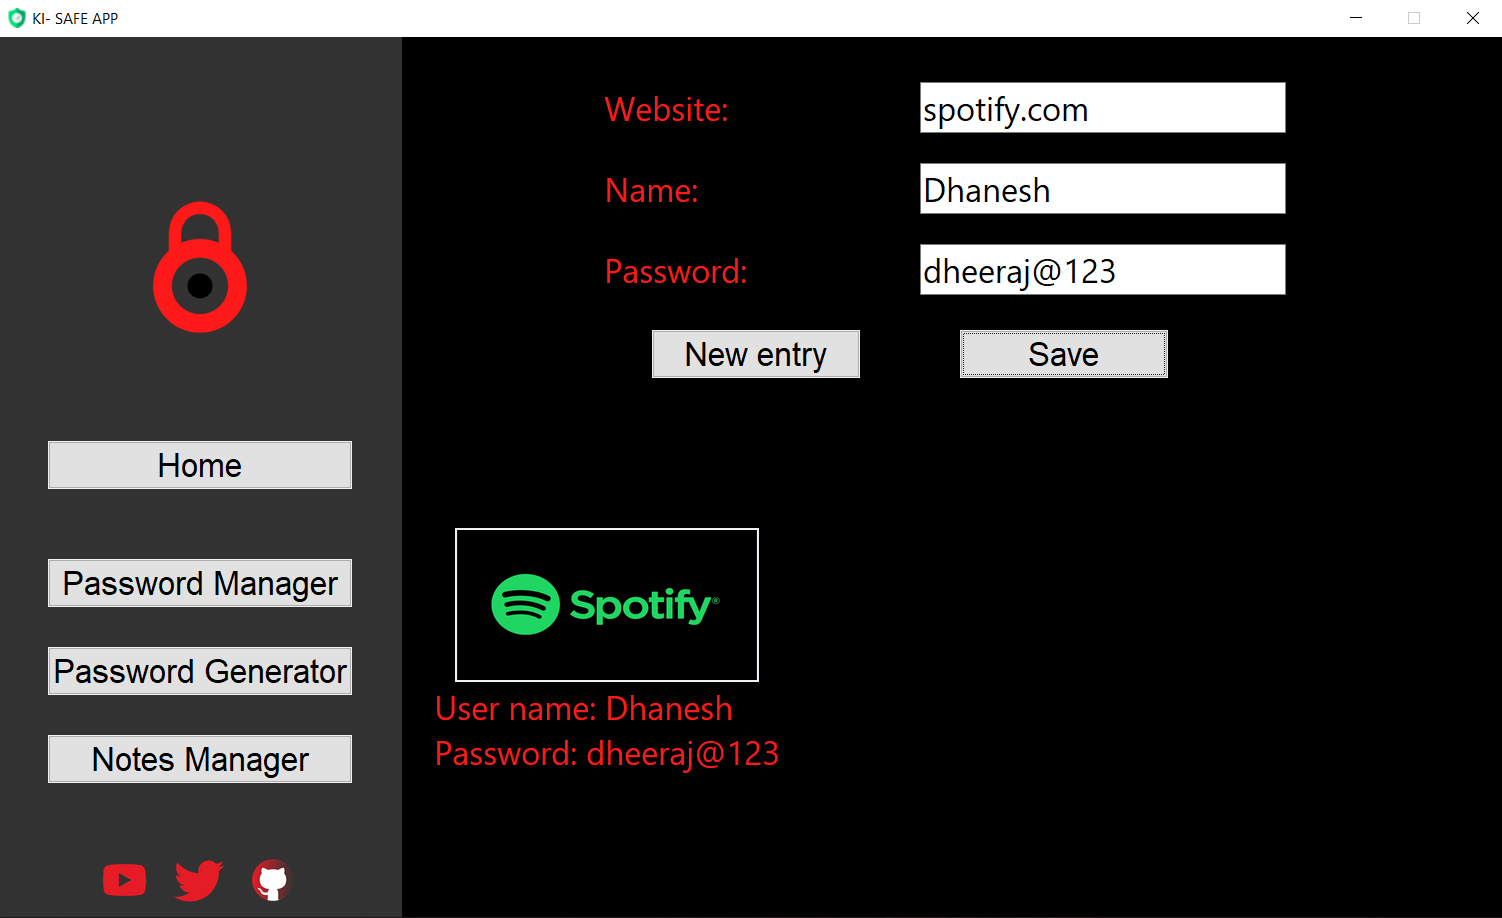 KI- SAFE APP
Website:
spotify.com
Name:
Dhanesh
Password:
dheeraj@123
New entry
Save
Home
Password Manager
Password Generator
Notes Manager
Spotify®
User name: Dhanesh
Password: dheeraj@123